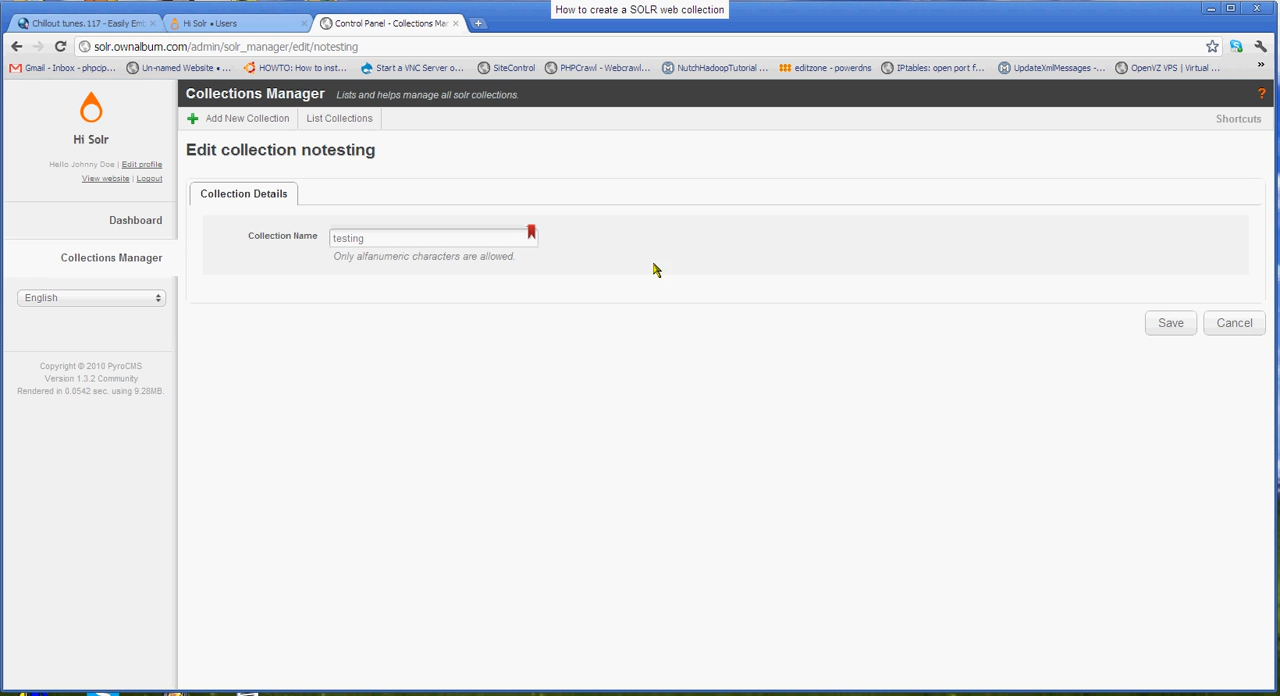 How to create a SOLR web collection
Chillout tunes. 117 - Easily Emb
Hi Solr • Users
Control Panel - Collections Mar
solr.ownalbum.com/admin/solr_manager/edit/notesting
Gmail - Inbox - phpcip...
Un-named Website • ...
HOWTO: How to inst...
Start a VNC Server o...
SiteControl
PHPCrawl - Webcrawl...
NutchHadoopTutorial ...
editzone - powerdns
IPtables: open port f...
UpdateXmlMessages -...
OpenVZ VPS | Virtual ...
»
Hi Solr
Hello Johnny Doe | Edit profile
View website | Logout
Dashboard
Collections Manager
English
Copyright © 2010 PyroCMS
Version 1.3.2 Community
Rendered in 0.0542 sec. using 9.28MB.
Collections Manager Lists and helps manage all solr collections. ?
Add New Collection List Collections Shortcuts
Edit collection notesting
Collection Details
Collection Name testing
Only alfanumeric characters are allowed.
Save Cancel